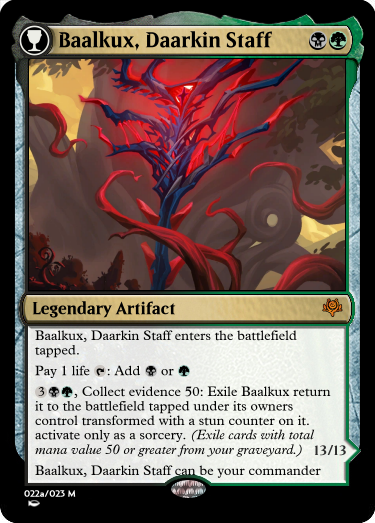 Baalkux, Daarkin Staff
Legendary Artifact
Baalkux, Daarkin Staff enters the battlefield
tapped.
Pay 1 life : Add or
3 , Collect evidence 50: Exile Baalkux return
it to the battlefield tapped under its owners
control transformed with a stun counter on it.
activate only as a sorcery. (Exile cards with total
mana value 50 or greater from your graveyard.)
13/13
Baalkux, Daarkin Staff can be your commander
022a/023 M